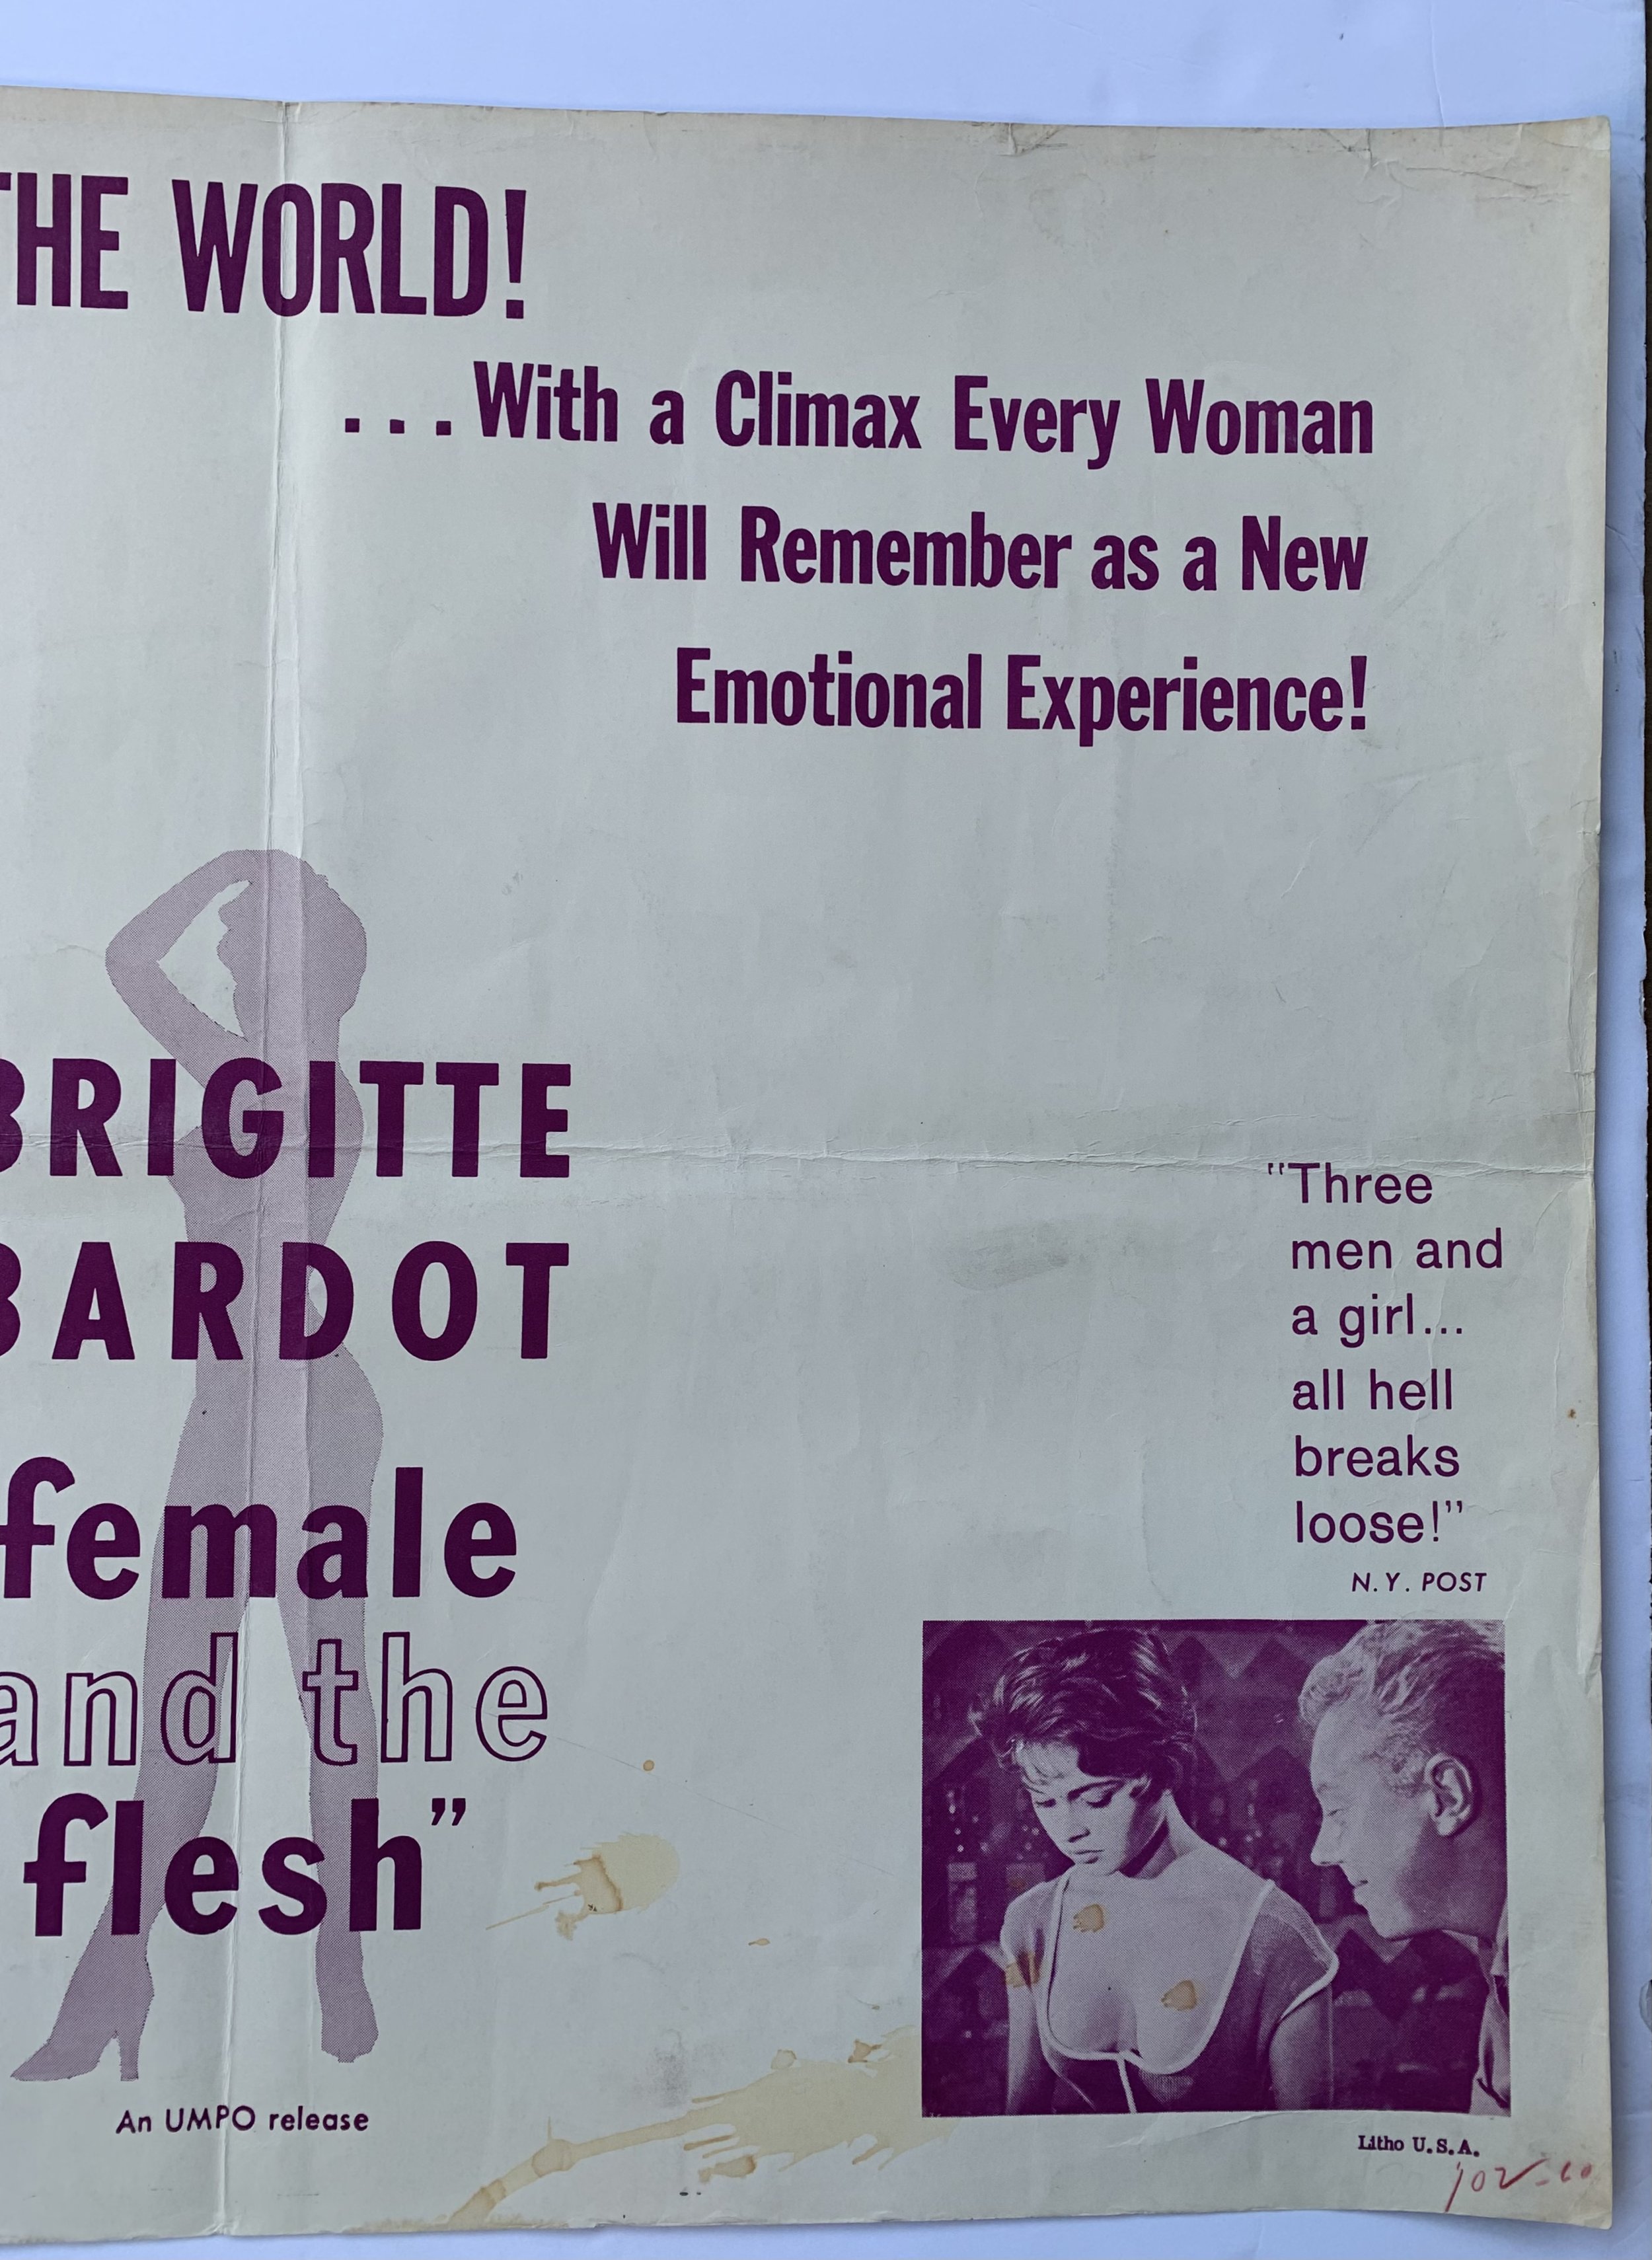 THE WORLD!
...With a Climax Every Woman
Will Remember as a New
Emotional Experience!
BRIGITTE
BARDOT
female
and the
flesh”
"Three
men and
a girl...
all hell
breaks
loose!”
N.Y. POST
An UMPO release
Litho U.S.A.